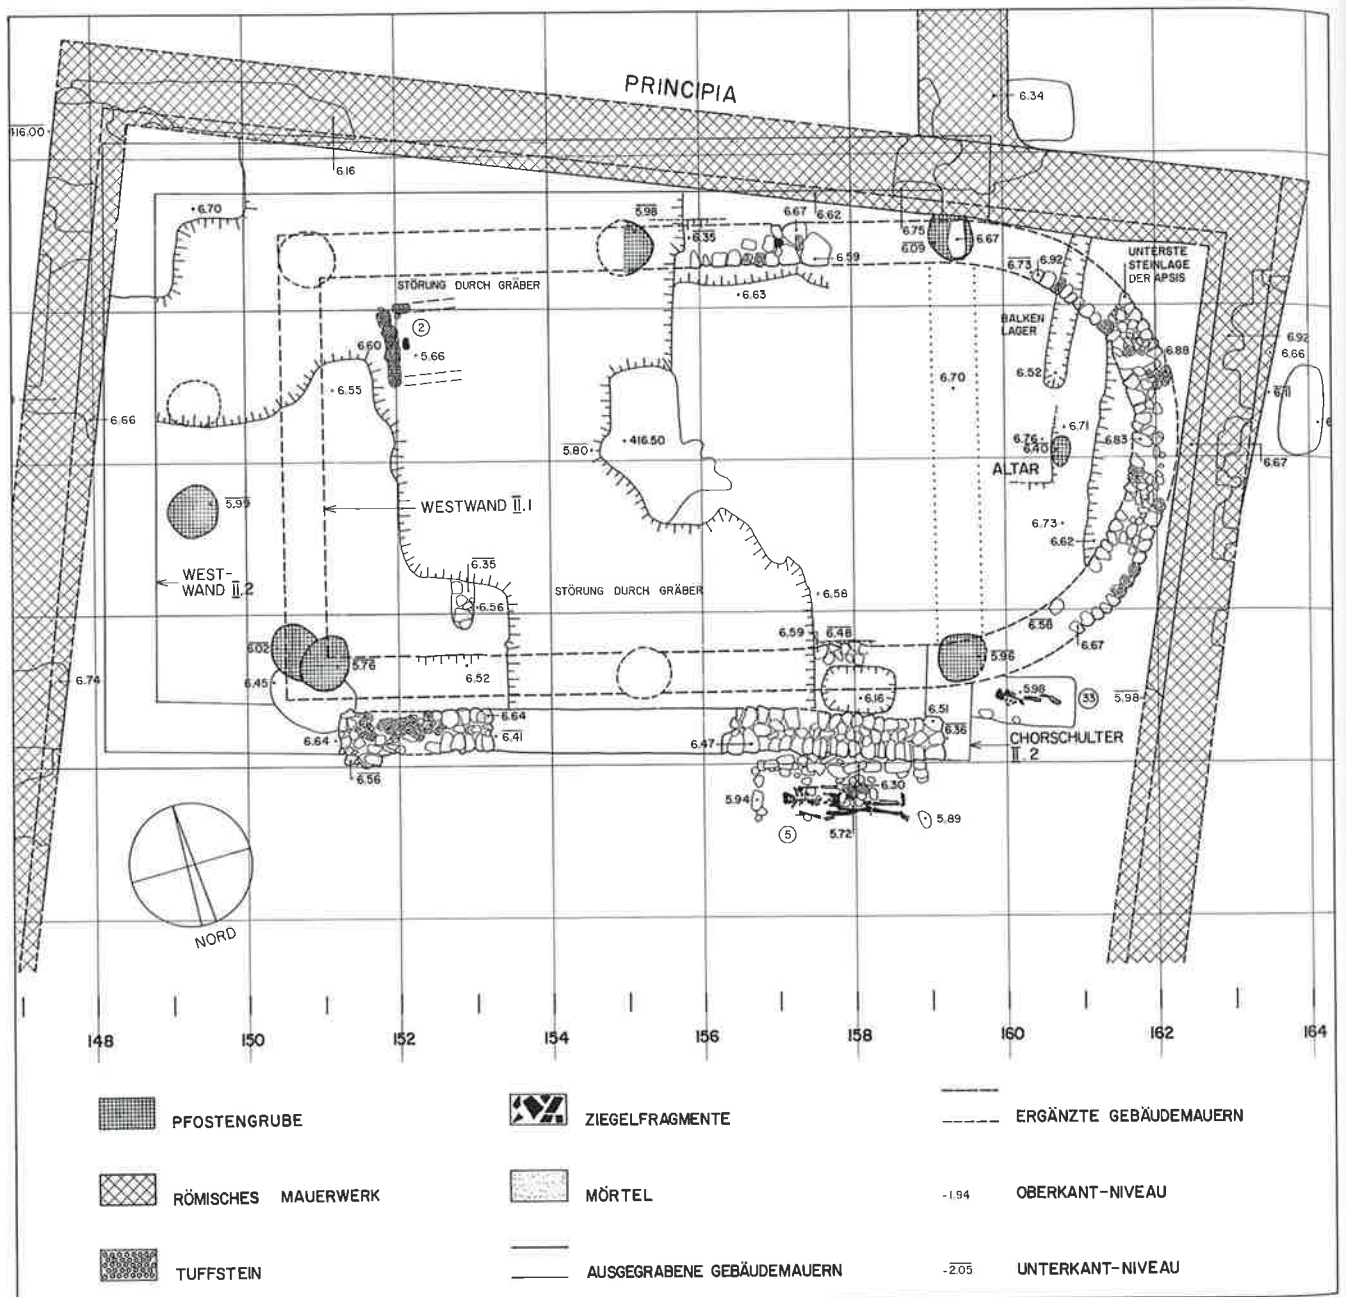 PRINCIPIA
6.34
416.00
6.16
6.70
5.98
6.35
6.67
6.62
6.75
6.09
6.67
6.59
6.63
6.73
6.92
UNTERSTE
STEINLAGE
DER APSIS
STÖRUNG DURCH GRÄBER
2
6.60
5.66
BALKEN
LAGER
6.88
6.92
6.66
6.52
6.11
6.55
6.70
6.66
6.71
6.76
6.40
6.83
416.50
5.80
ALTAR
6.67
5.99
WESTWAND II.1
6.73
6.62
6.35
WEST-
WAND II.2
STÖRUNG DURCH GRÄBER
6.56
6.58
6.58
6.59
6.48
6.02
5.76
6.67
5.96
6.52
6.74
6.45
6.16
5.98
33
5.98
6.64
6.51
6.64
6.41
6.47
6.36
CHORSCHULTER
II.2
6.56
6.30
5.94
5.89
5
5.72
NORD
148 150 152 154 156 158 160 162 164
PFOSTENGRUBE
ZIEGELFRAGMENTE
ERGÄNZTE GEBÄUDEMAUERN
RÖMISCHES MAUERWERK
MÖRTEL
-1.94 OBERKANT-NIVEAU
TUFFSTEIN
AUSGEGRABENE GEBÄUDEMAUERN
-2.05 UNTERKANT-NIVEAU